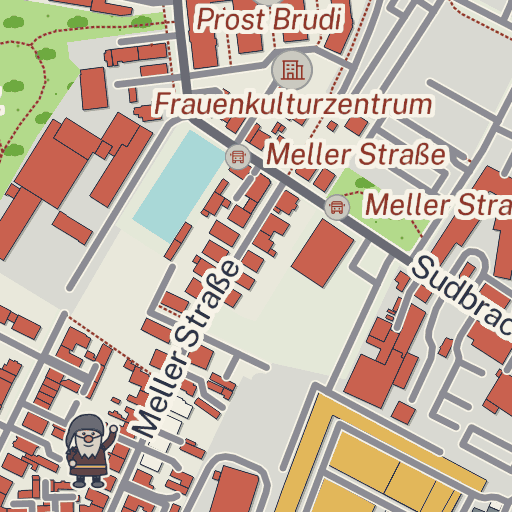 Prost Brudi
Frauenkulturzentrum
Meller Straße
Meller Stra
Sudbrac
Meller Straße